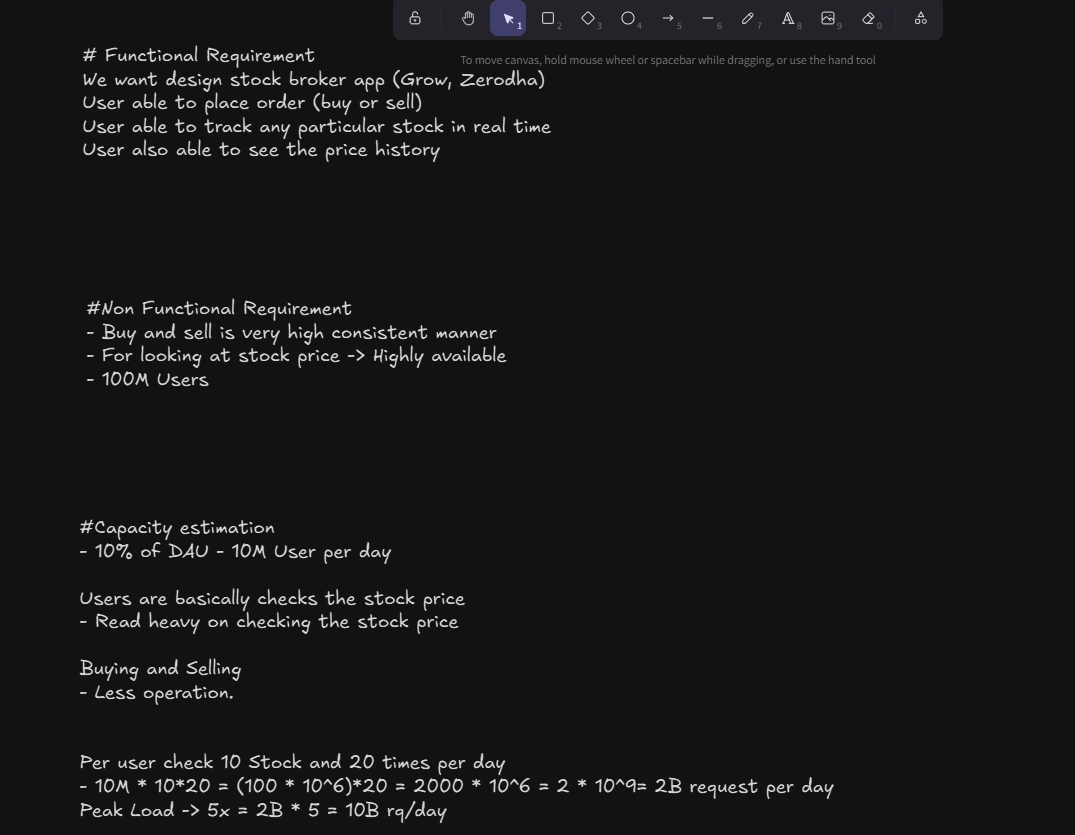 1
2
3
4
5
6
7
8
9
0
# Functional Requirement
To move canvas, hold mouse wheel or spacebar while dragging, or use the hand tool
We want design stock broker app (Grow, Zerodha)
User able to place order (buy or sell)
User able to track any particular stock in real time
User also able to see the price history
#Non Functional Requirement
- Buy and sell is very high consistent manner
- For looking at stock price -> Highly available
- 100M Users
#Capacity estimation
- 10% of DAU - 10M User per day
Users are basically checks the stock price
- Read heavy on checking the stock price
Buying and Selling
- Less operation.
Per user check 10 Stock and 20 times per day
- 10M * 10*20 = (100 * 10^6)*20 = 2000 * 10^6 = 2 * 10^9= 2B request per day
Peak Load -> 5x = 2B * 5 = 10B rq/day